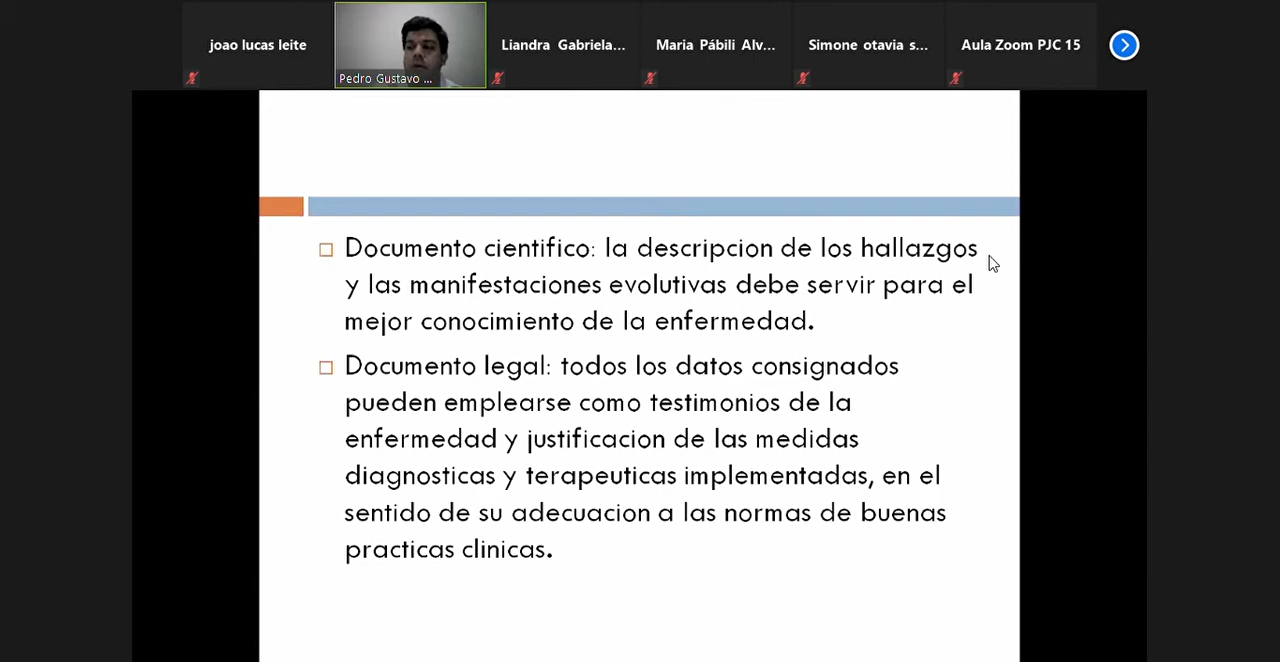 joao lucas leite
Pedro Gustavo ...
Liandra Gabriela...
Maria Pábili Alv...
Simone otavia s...
Aula Zoom PJC 15
Documento cientifico: la descripcion de los hallazgos
y las manifestaciones evolutivas debe servir para el
mejor conocimiento de la enfermedad.
Documento legal: todos los datos consignados
pueden emplearse como testimonios de la
enfermedad y justificacion de las medidas
diagnosticas y terapeuticas implementadas, en el
sentido de su adecuacion a las normas de buenas
practicas clinicas.